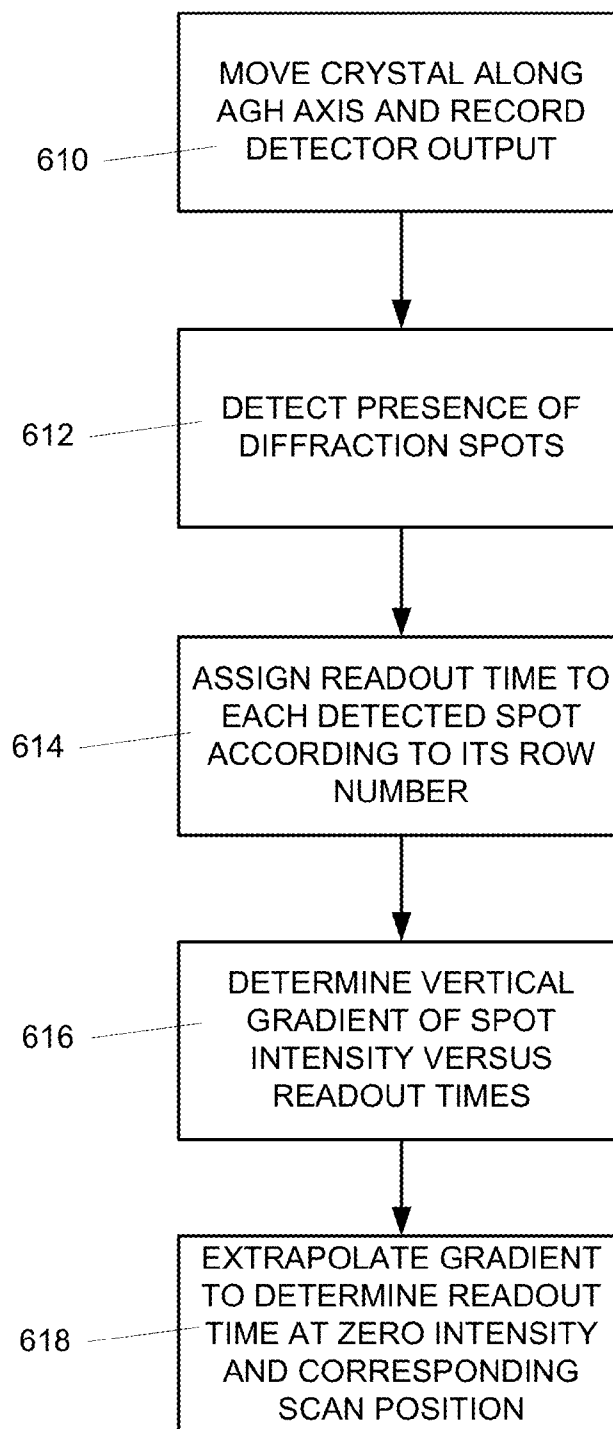 MOVE CRYSTAL ALONG
AGH AXIS AND RECORD
DETECTOR OUTPUT
610
DETECT PRESENCE OF
DIFFRACTION SPOTS
612
ASSIGN READOUT TIME TO
EACH DETECTED SPOT
ACCORDING TO ITS ROW
NUMBER
614
DETERMINE VERTICAL
GRADIENT OF SPOT
INTENSITY VERSUS
READOUT TIMES
616
EXTRAPOLATE GRADIENT
TO DETERMINE READOUT
TIME AT ZERO INTENSITY
AND CORRESPONDING
SCAN POSITION
618